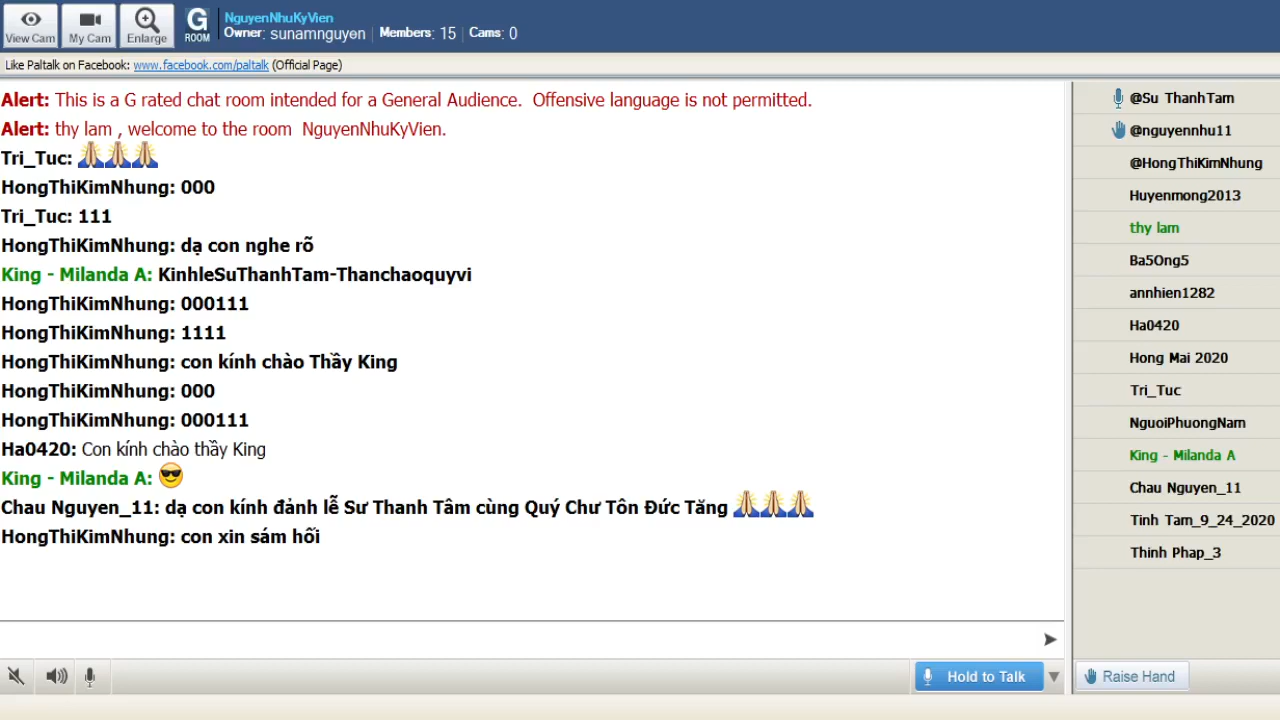 View Cam
My Cam
Enlarge
G
ROOM
NguyenNhuKyVien
Owner: sunamnguyen | Members: 15 | Cams: 0
Like Paltalk on Facebook: www.facebook.com/paltalk (Official Page)
Alert: This is a G rated chat room intended for a General Audience.  Offensive language is not permitted.
Alert: thy lam , welcome to the room  NguyenNhuKyVien.
Tri_Tuc: 🙏🙏🙏
HongThiKimNhung: 000
Tri_Tuc: 111
HongThiKimNhung: dạ con nghe rõ
King - Milanda A: KinhleSuThanhTam-Thanchaoquyvi
HongThiKimNhung: 000111
HongThiKimNhung: 1111
HongThiKimNhung: con kính chào Thầy King
HongThiKimNhung: 000
HongThiKimNhung: 000111
Ha0420: Con kính chào thầy King
King - Milanda A: 😎
Chau Nguyen_11: dạ con kính đảnh lễ Sư Thanh Tâm cùng Quý Chư Tôn Đức Tăng 🙏🙏🙏
HongThiKimNhung: con xin sám hối
@Su ThanhTam
@nguyennhu11
@HongThiKimNhung
Huyenmong2013
thy lam
Ba5Ong5
annhien1282
Ha0420
Hong Mai 2020
Tri_Tuc
NguoiPhuongNam
King - Milanda A
Chau Nguyen_11
Tinh Tam_9_24_2020
Thinh Phap_3
Hold to Talk
Raise Hand